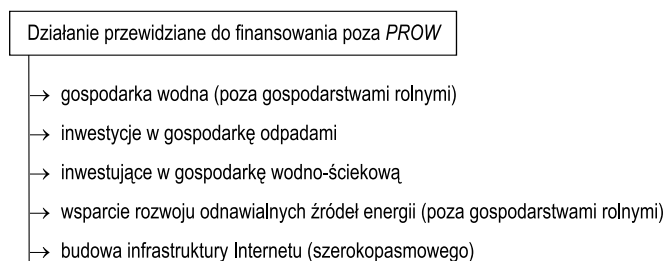 Działanie przewidziane do finansowania poza PROW
→ gospodarka wodna (poza gospodarstwami rolnymi)
→ inwestycje w gospodarkę odpadami
→ inwestujące w gospodarkę wodno-ściekową
→ wsparcie rozwoju odnawialnych źródeł energii (poza gospodarstwami rolnymi)
→ budowa infrastruktury Internetu (szerokopasmowego)